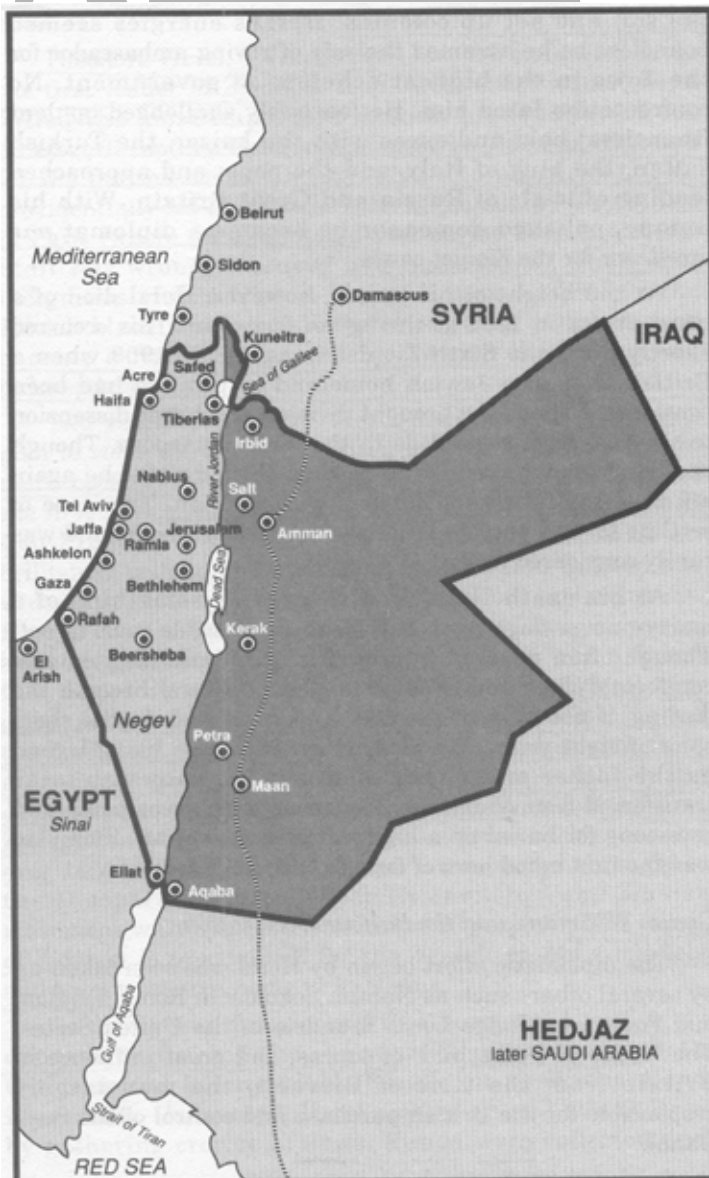 Beirut
Mediterranean
Sea
Sidon
Damascus
Tyre
SYRIA
IRAQ
Kuneitra
Safed
Acre
Sea of Galilee
Haifa
Tiberias
Irbid
River Jordan
Nablus
Salt
Tel Aviv
Amman
Jaffa
Jerusalem
Ramla
Ashkelon
Bethlehem
Dead Sea
Gaza
Rafah
Kerak
Beersheba
El
Arish
Negev
Petra
Maan
EGYPT
Sinai
Eilat
Aqaba
Gulf of Aqaba
HEDJAZ
later SAUDI ARABIA
Strait of Tiran
RED SEA